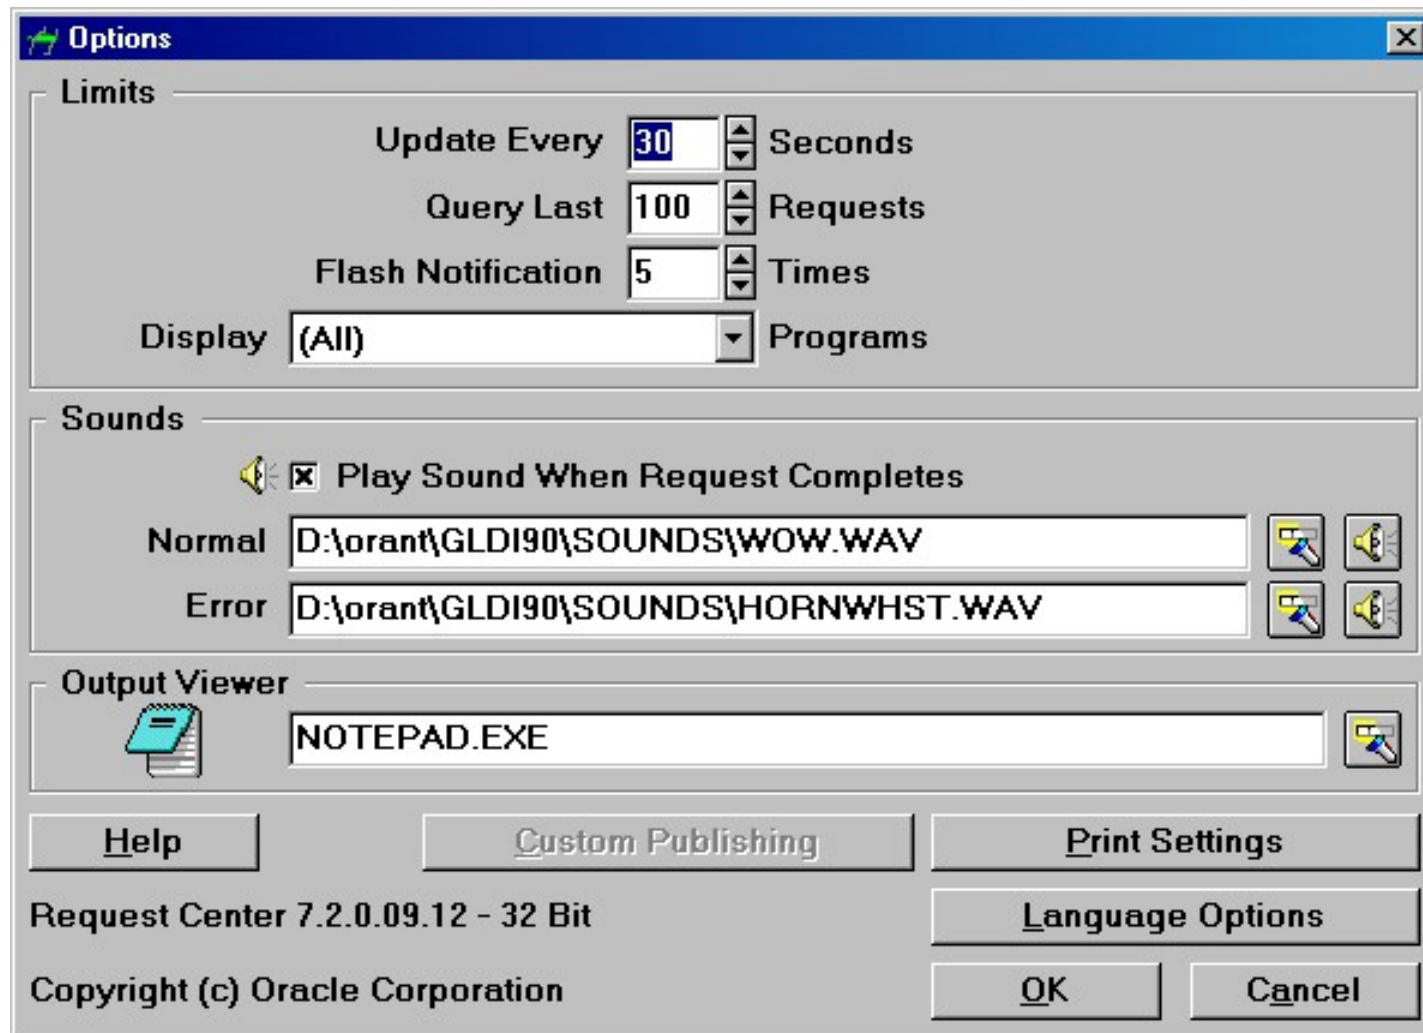 Options
Limits
Update Every 30 Seconds
Query Last 100 Requests
Flash Notification 5 Times
Display (All) Programs
Sounds
Play Sound When Request Completes
Normal D:\orant\GLDI90\SOUNDS\WOW.WAV
Error D:\orant\GLDI90\SOUNDS\HORNWHST.WAV
Output Viewer
NOTEPAD.EXE
Help Custom Publishing Print Settings
Request Center 7.2.0.09.12 - 32 Bit Language Options
Copyright (c) Oracle Corporation OK Cancel